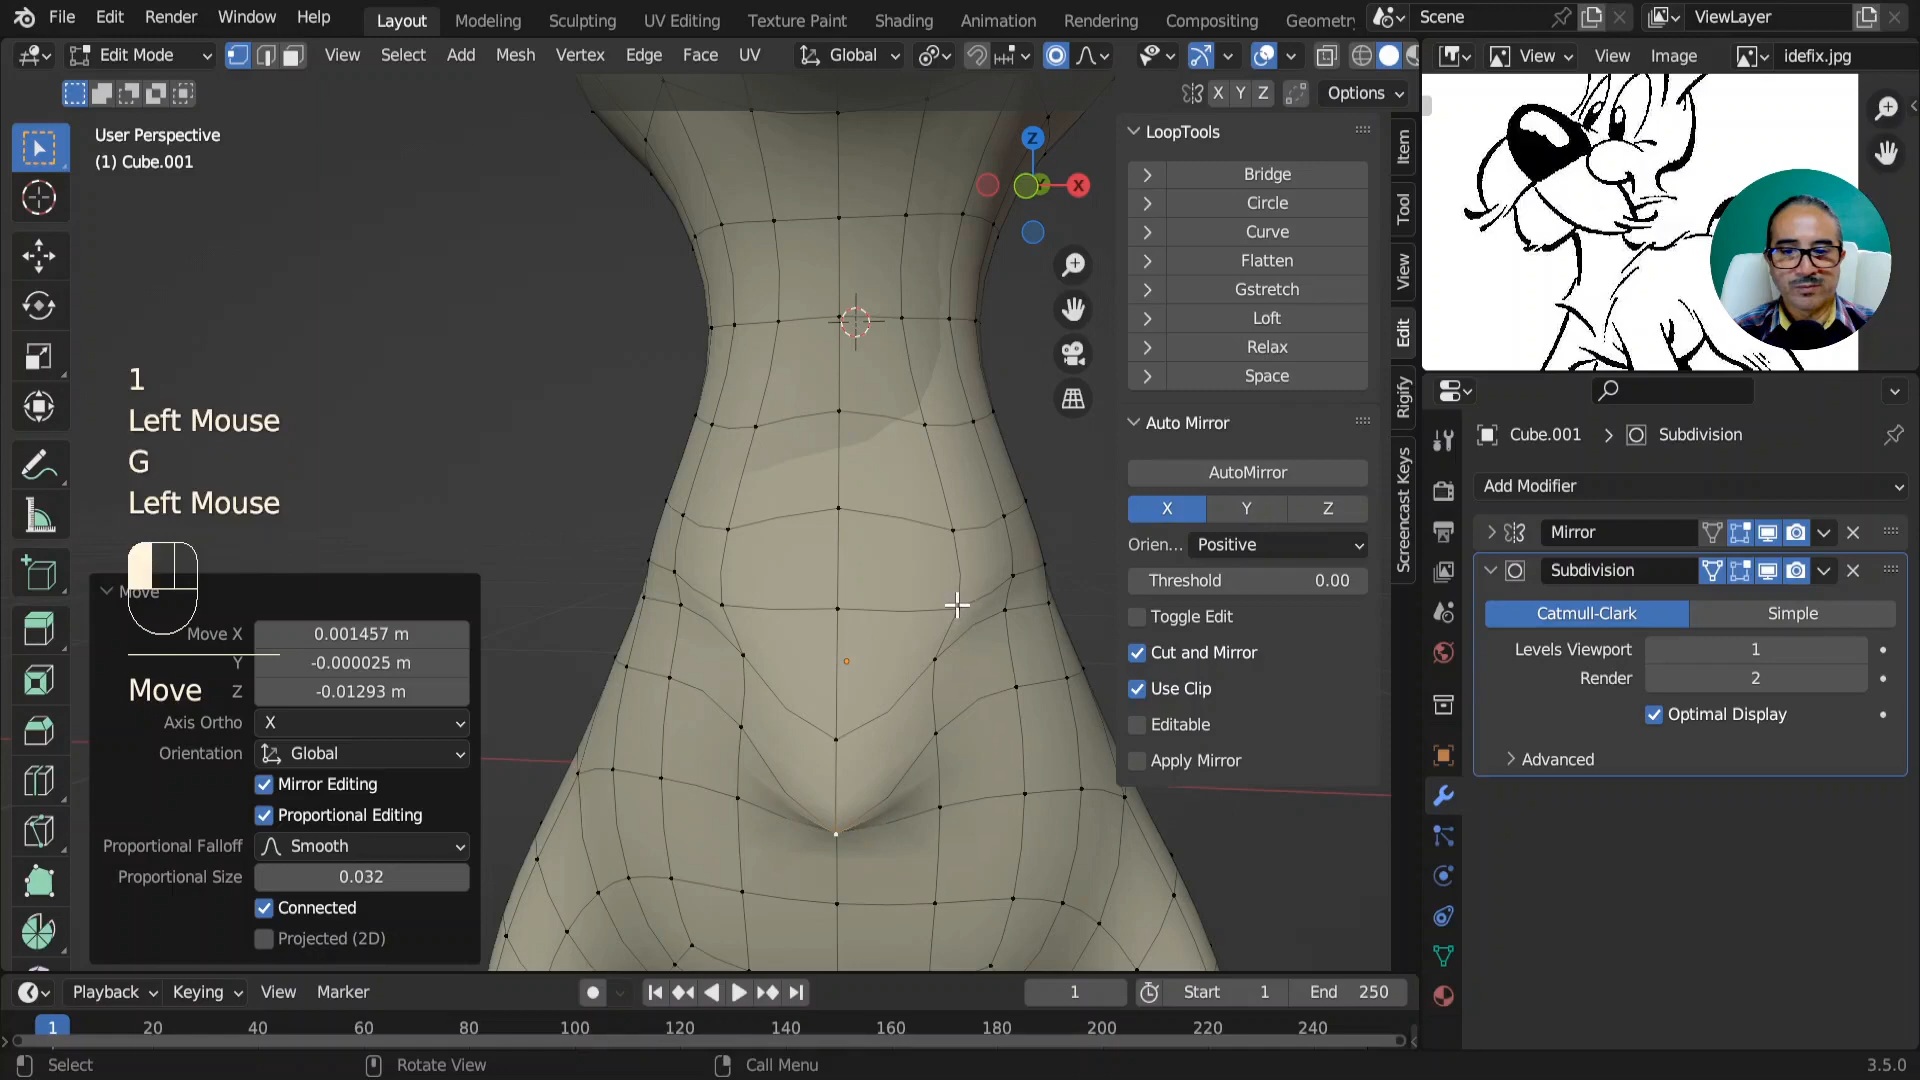 File Edit Render Window Help Layout Modeling Sculpting UV Editing Texture Paint Shading Animation Rendering Compositing Geometr Scene ViewLayer
Edit Mode View Select Add Mesh Vertex Edge Face UV Global View View Image idefix.jpg
X Y Z Options
User Perspective
(1) Cube.001
Z
X
LoopTools
Bridge
Circle
Curve
Flatten
Gstretch
Loft
Relax
Space
Auto Mirror
AutoMirror
X Y Z
Orien... Positive
Threshold 0.00
Toggle Edit
Cut and Mirror
Use Clip
Editable
Apply Mirror
Item
Tool
View
Edit
Rigify
Screencast Keys
1
Left Mouse
G
Left Mouse
Move
Move
Move X 0.001457 m
Y -0.000025 m
Z -0.01293 m
Axis Ortho X
Orientation Global
Mirror Editing
Proportional Editing
Proportional Falloff Smooth
Proportional Size 0.032
Connected
Projected (2D)
Cube.001 Subdivision
Add Modifier
Mirror
Subdivision
Catmull-Clark Simple
Levels Viewport 1
Render 2
Optimal Display
Advanced
Playback Keying View Marker 1 Start 1 End 250
1 20 40 60 80 100 120 140 160 180 200 220 240
Select Rotate View Call Menu 3.5.0